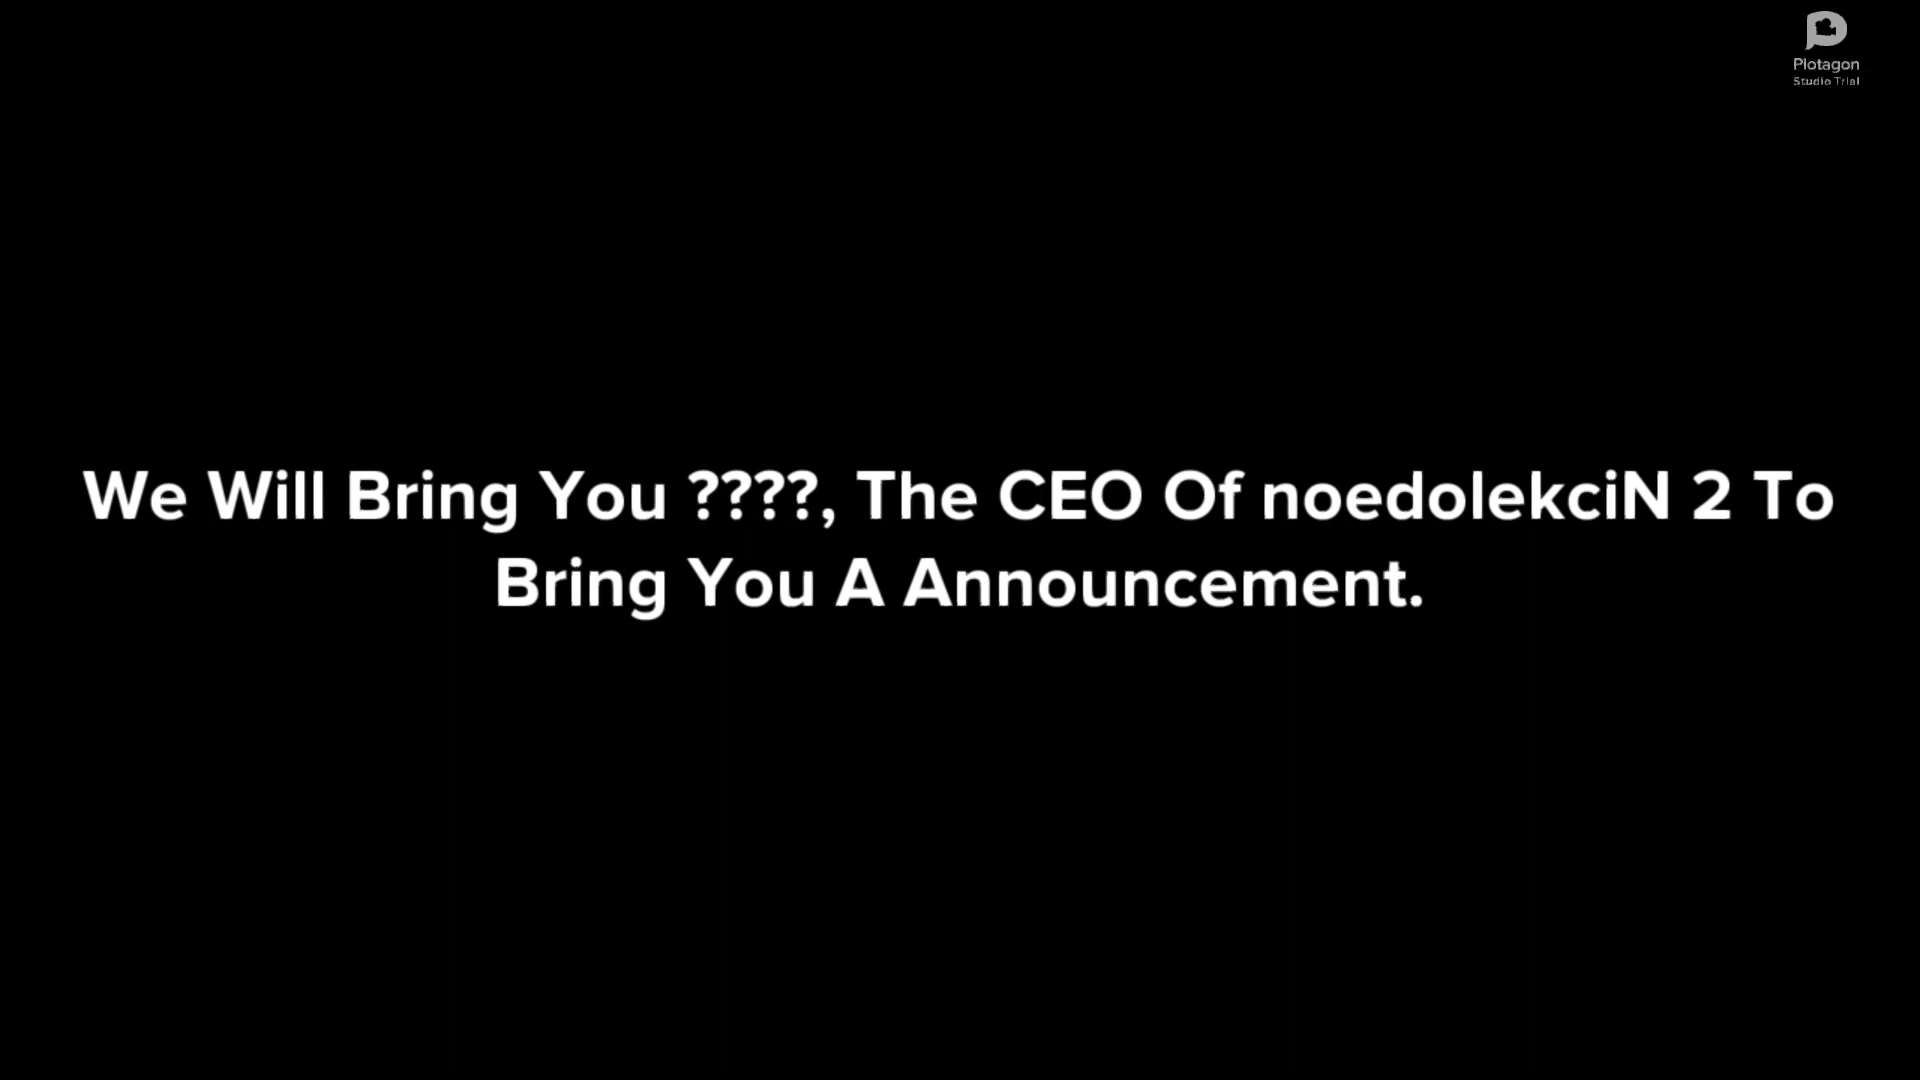 Plotagon
Studio Trial
We Will Bring You ????, The CEO Of noedolekciN 2 To
Bring You A Announcement.